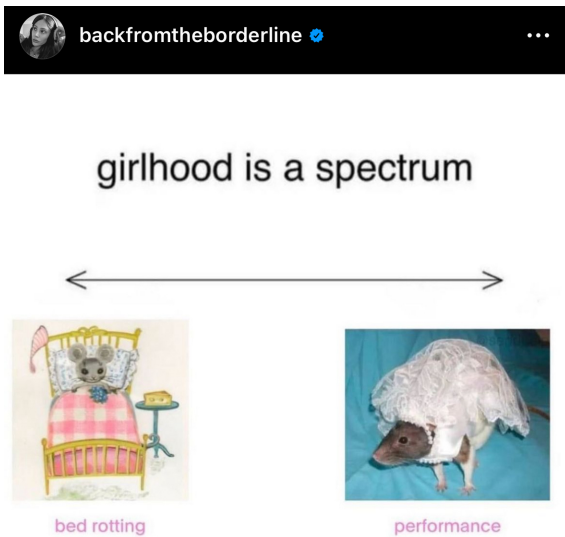 backfromtheborderline
girlhood is a spectrum
bed rotting
performance